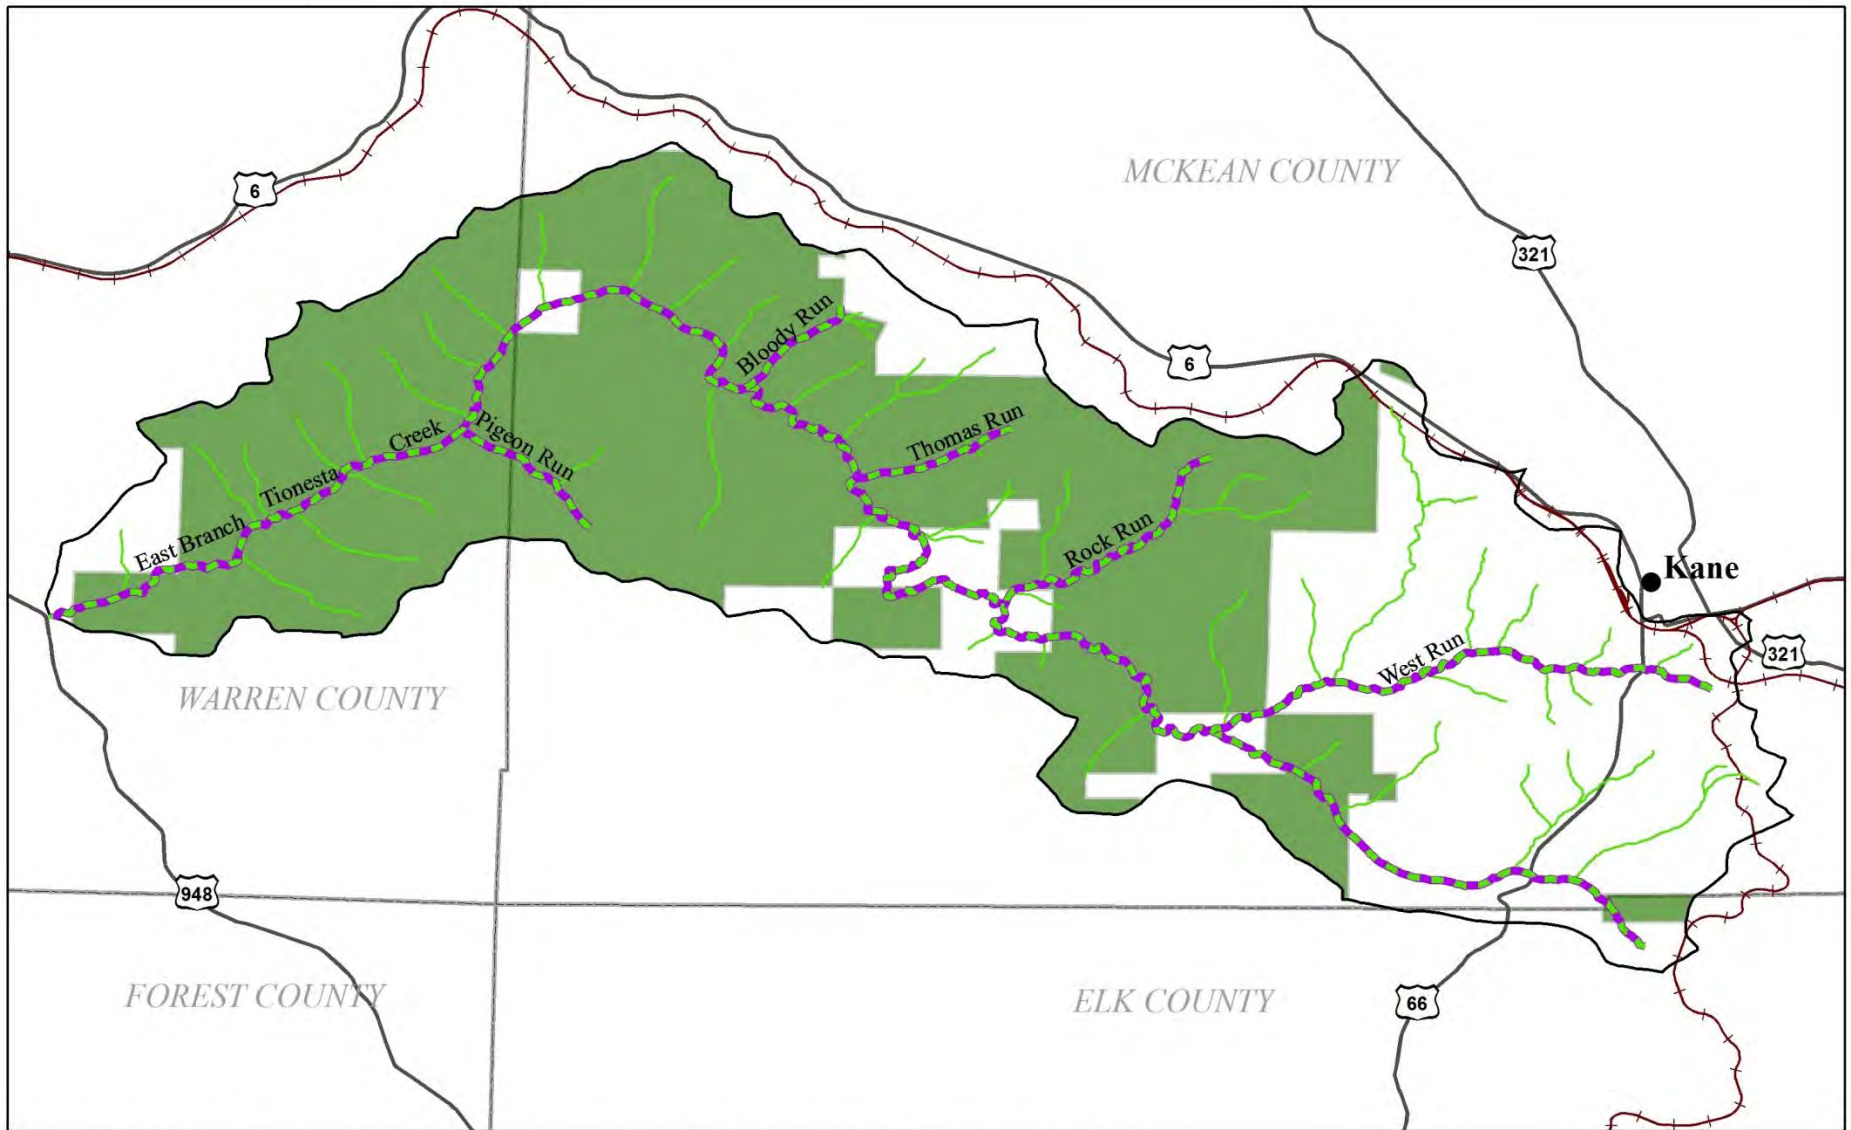 MCKEAN COUNTY
6
321
Bloody Run
6
Thomas Run
Pigeon Run
Creek
Tionesta
East Branch
Rock Run
Kane
West Run
321
WARREN COUNTY
948
FOREST COUNTY
ELK COUNTY
66